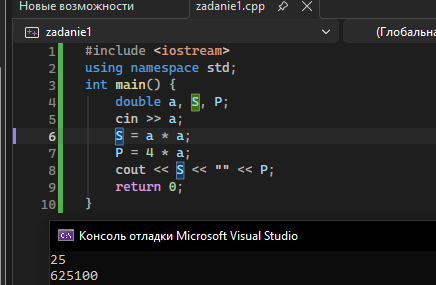 Новые возможности zadanie1.cpp
zadanie1 (Глобальна
1 #include <iostream>
2 using namespace std;
3 int main() {
4 double a, S, P;
5 cin >> a;
6 S = a * a;
7 P = 4 * a;
8 cout << S << "" << P;
9 return 0;
10 }
Консоль отладки Microsoft Visual Studio
25
625100